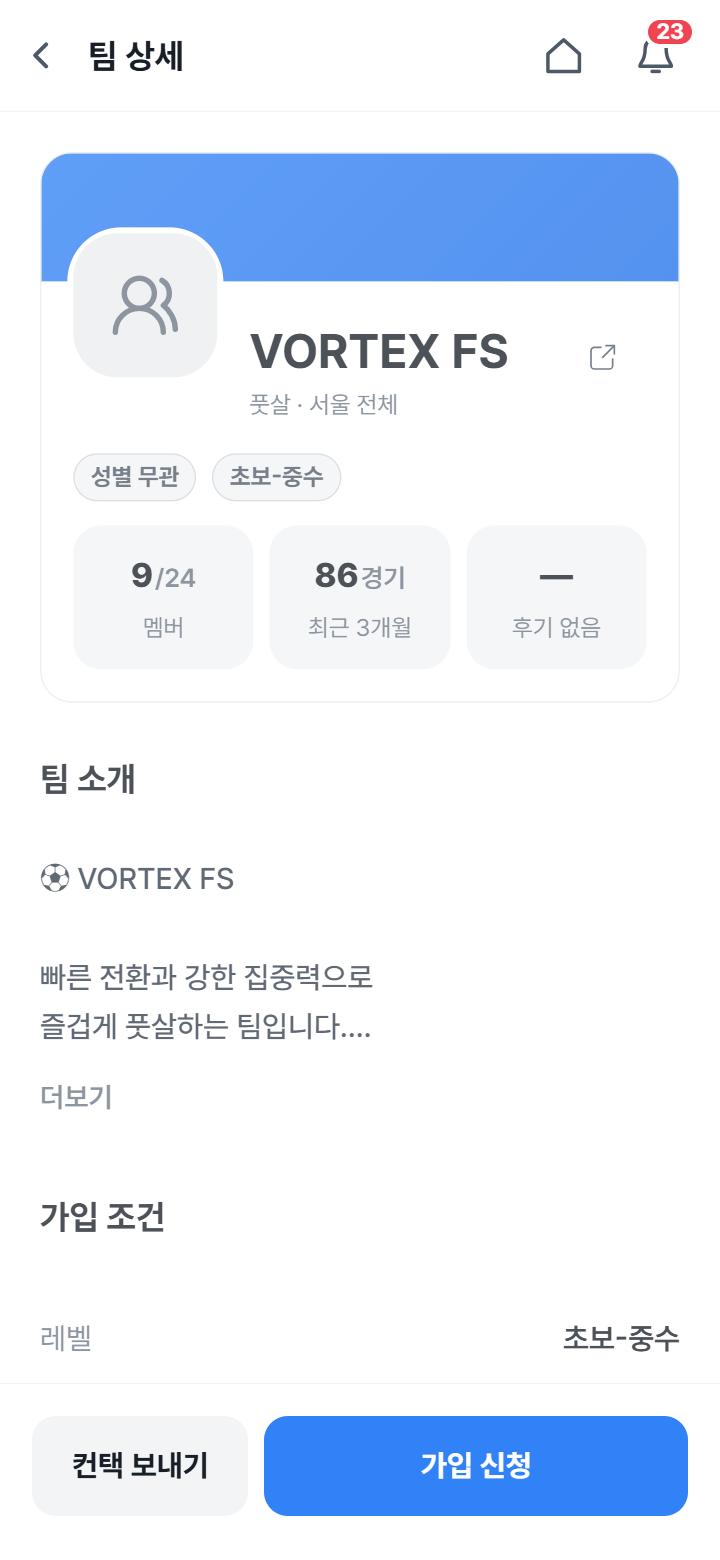 팀 상세
23
VORTEX FS
풋살 · 서울 전체
성별 무관
초보-중수
9/24
멤버
86경기
최근 3개월
—
후기 없음
팀 소개
⚽ VORTEX FS
빠른 전환과 강한 집중력으로
즐겁게 풋살하는 팀입니다....
더보기
가입 조건
레벨
초보-중수
컨택 보내기
가입 신청